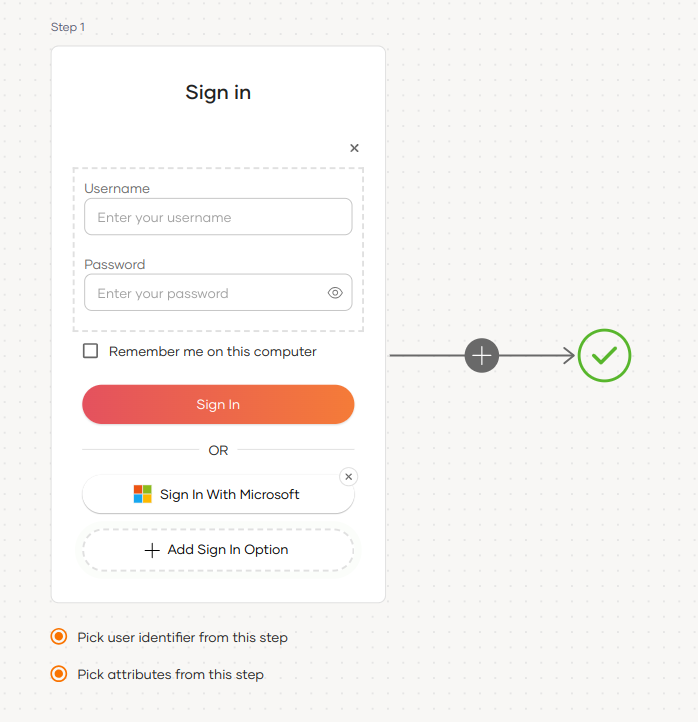 Step 1
Sign in
Username
Enter your username
Password
Enter your password
Remember me on this computer
Sign In
OR
Sign In With Microsoft
Add Sign In Option
Pick user identifier from this step
Pick attributes from this step